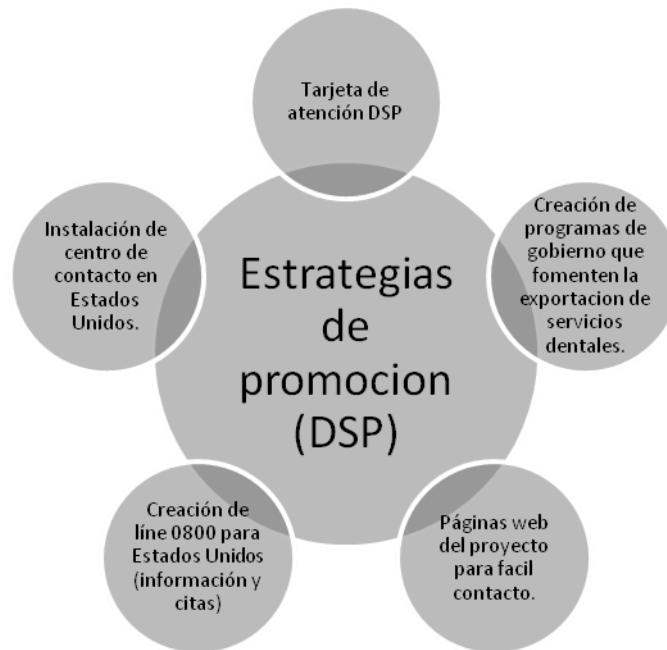 Tarjeta de
atención DSP
Creación de
programas de
gobierno que
fomenten la
exportacion de
servicios
dentales.
Instalación de
centro de
contacto en
Estados
Unidos.
Estrategias
de
promocion
(DSP)
Creación de
líne 0800 para
Estados Unidos
(información y
citas)
Páginas web
del proyecto
para facil
contacto.